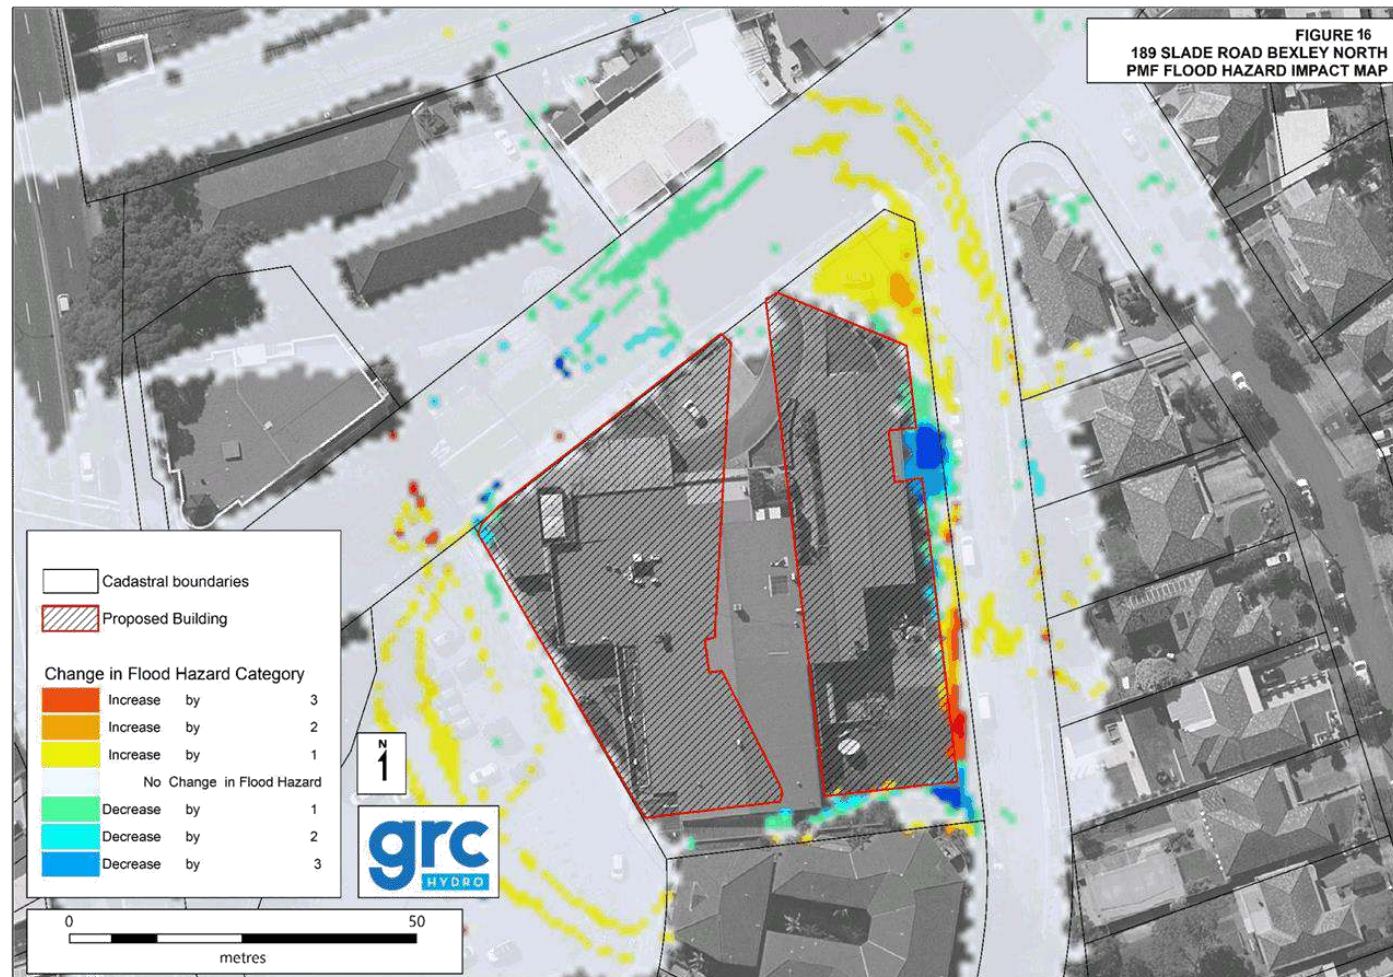 FIGURE 16
189 SLADE ROAD BEXLEY NORTH
PMF FLOOD HAZARD IMPACT MAP
Cadastral boundaries
Proposed Building
Change in Flood Hazard Category
Increase by 3
Increase by 2
Increase by 1
No Change in Flood Hazard
Decrease by 1
Decrease by 2
Decrease by 3
N
1
grc
HYDRO
0 50
metres